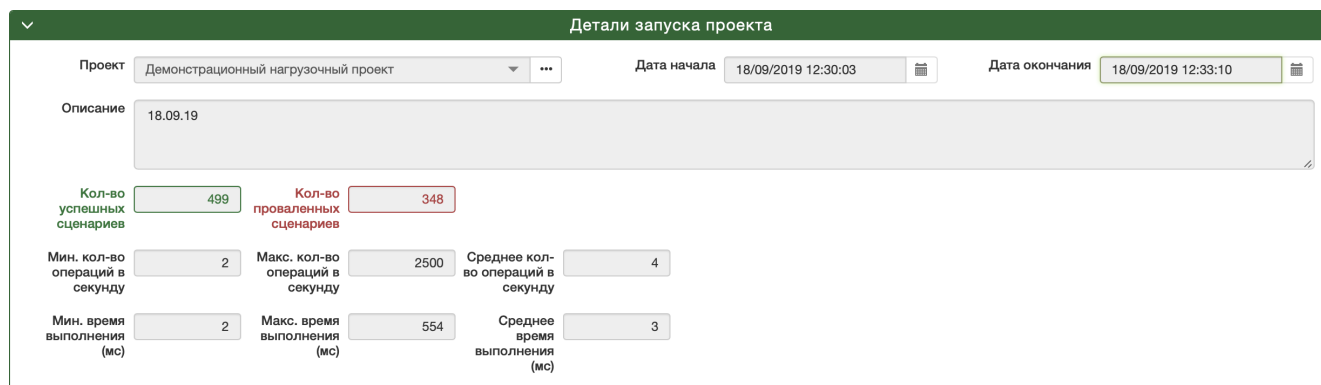 Детали запуска проекта
Проект Демонстрационный нагрузочный проект ••• Дата начала 18/09/2019 12:30:03 Дата окончания 18/09/2019 12:33:10
Описание 18.09.19
Кол-во успешных сценариев 499 Кол-во проваленных сценариев 348
Мин. кол-во операций в секунду 2 Макс. кол-во операций в секунду 2500 Среднее кол-во операций в секунду 4
Мин. время выполнения (мс) 2 Макс. время выполнения (мс) 554 Среднее время выполнения (мс) 3